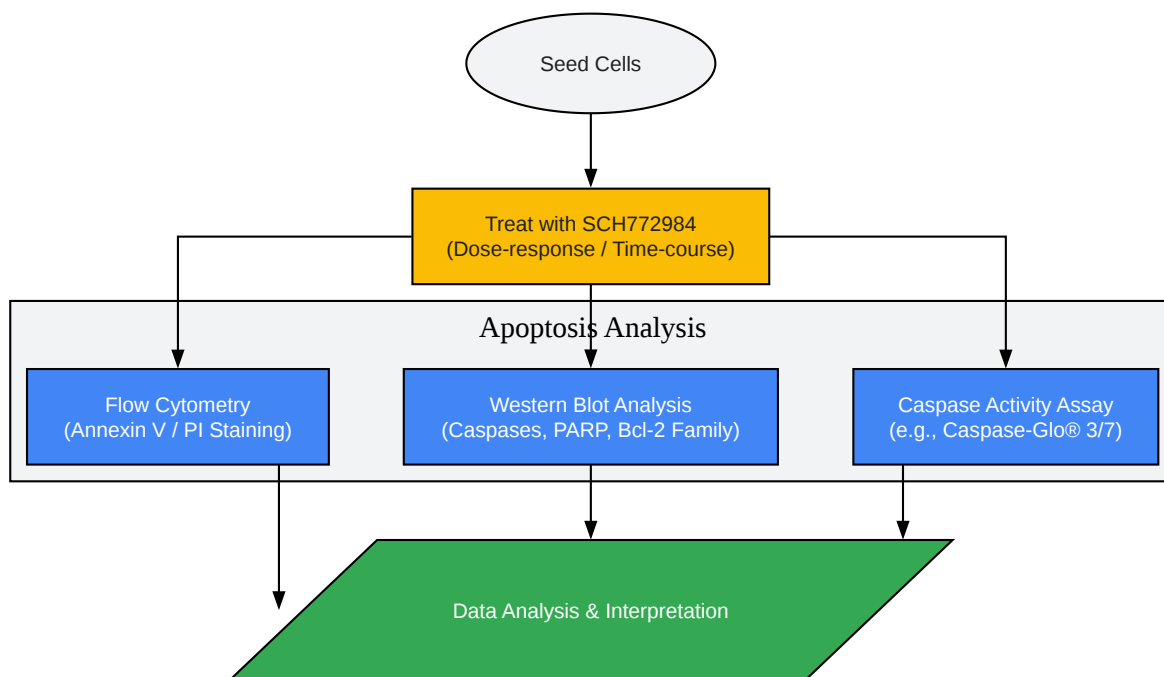 Seed Cells
Treat with SCH772984
(Dose-response / Time-course)
Apoptosis Analysis
Flow Cytometry
(Annexin V / PI Staining)
Western Blot Analysis
(Caspases, PARP, Bcl-2 Family)
Caspase Activity Assay
(e.g., Caspase-Glo® 3/7)
Data Analysis & Interpretation